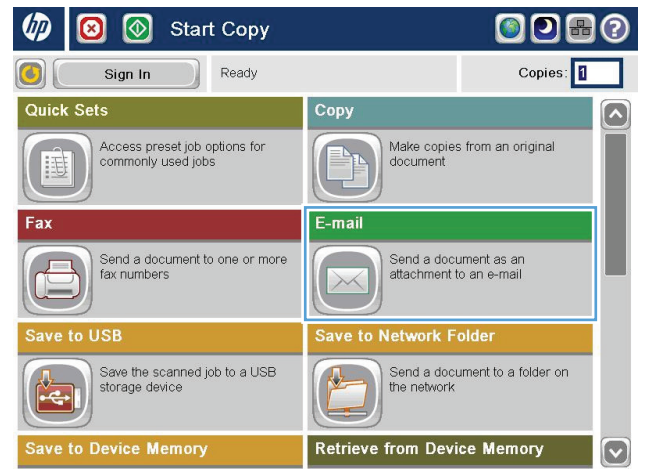 hp Start Copy ?
Sign In Ready Copies: 1
Quick Sets Copy
Access preset job options for Make copies from an original
commonly used jobs document
Fax E-mail
Send a document to one or more Send a document as an
fax numbers attachment to an e-mail
Save to USB Save to Network Folder
Save the scanned job to a USB Send a document to a folder on
storage device the network
Save to Device Memory Retrieve from Device Memory